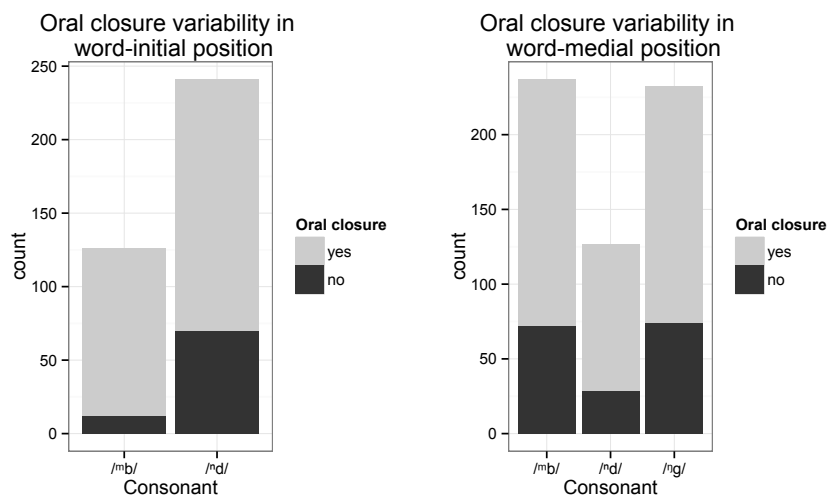 Oral closure variability in
word-initial position
250
200
150
100
50
0
count
/ᵐb/
/ⁿd/
Consonant
Oral closure
yes
no
Oral closure variability in
word-medial position
200
150
100
50
0
count
/ᵐb/
/ⁿd/
/ᵑg/
Consonant
Oral closure
yes
no